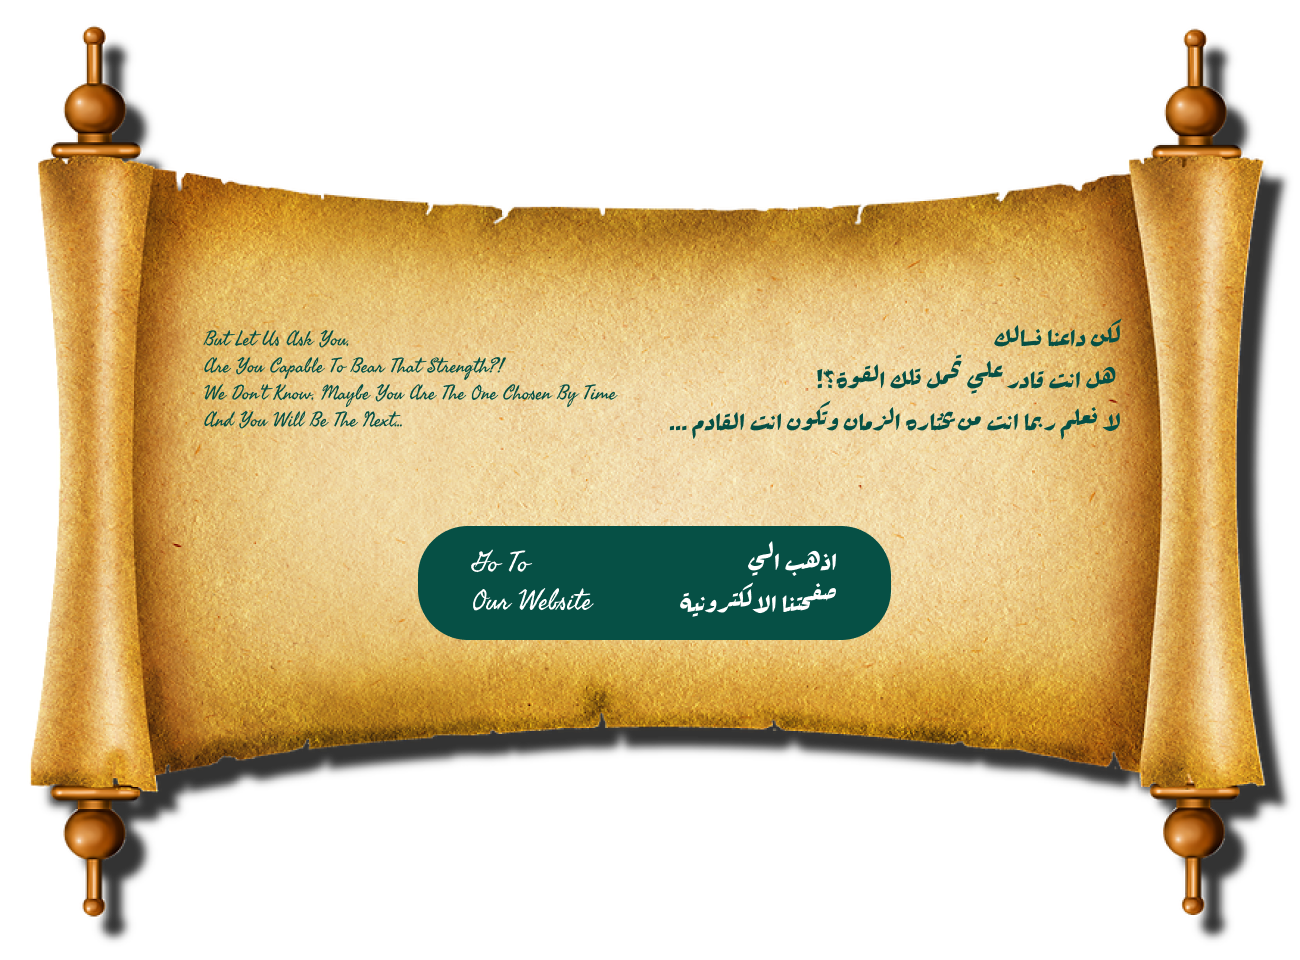 But Let Us Ask You,
Are You Capable To Bear That Strength?!
We Don't Know, Maybe You Are The One Chosen By Time
And You Will Be The Next...
لكن داعنا نسالك
هل انت قادر علي تحمل تلك القوة؟!
لا نعلم ربما انت من يختاره الزمان وتكون انت القادم ...
Go To
Our Website
اذهب الي
صفحتنا الالكترونية